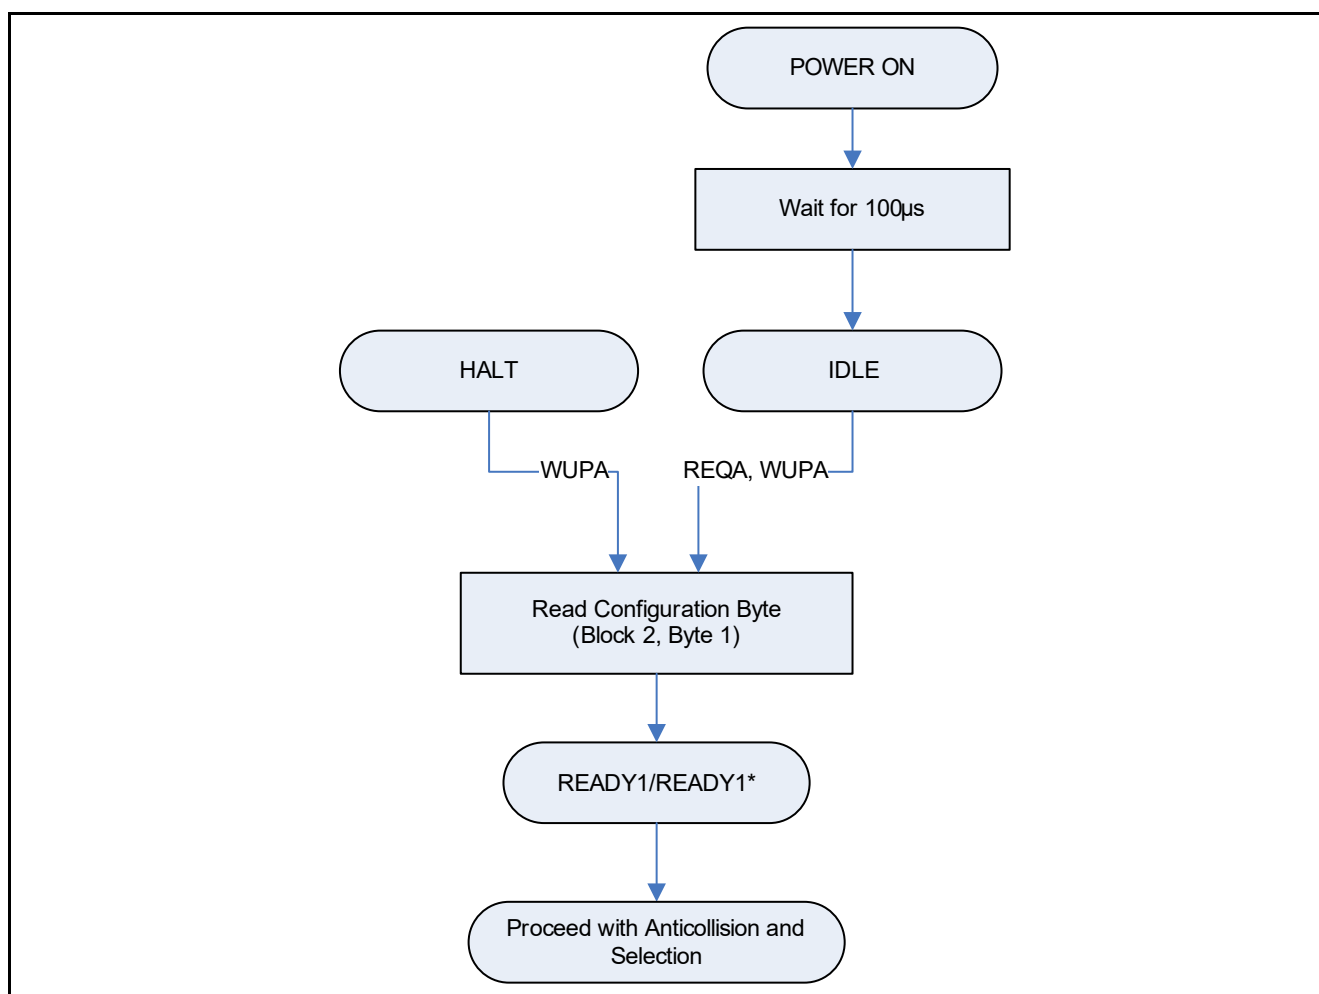 POWER ON
Wait for 100µs
HALT
IDLE
WUPA
REQA, WUPA
Read Configuration Byte
(Block 2, Byte 1)
READY1/READY1*
Proceed with Anticollision and
Selection